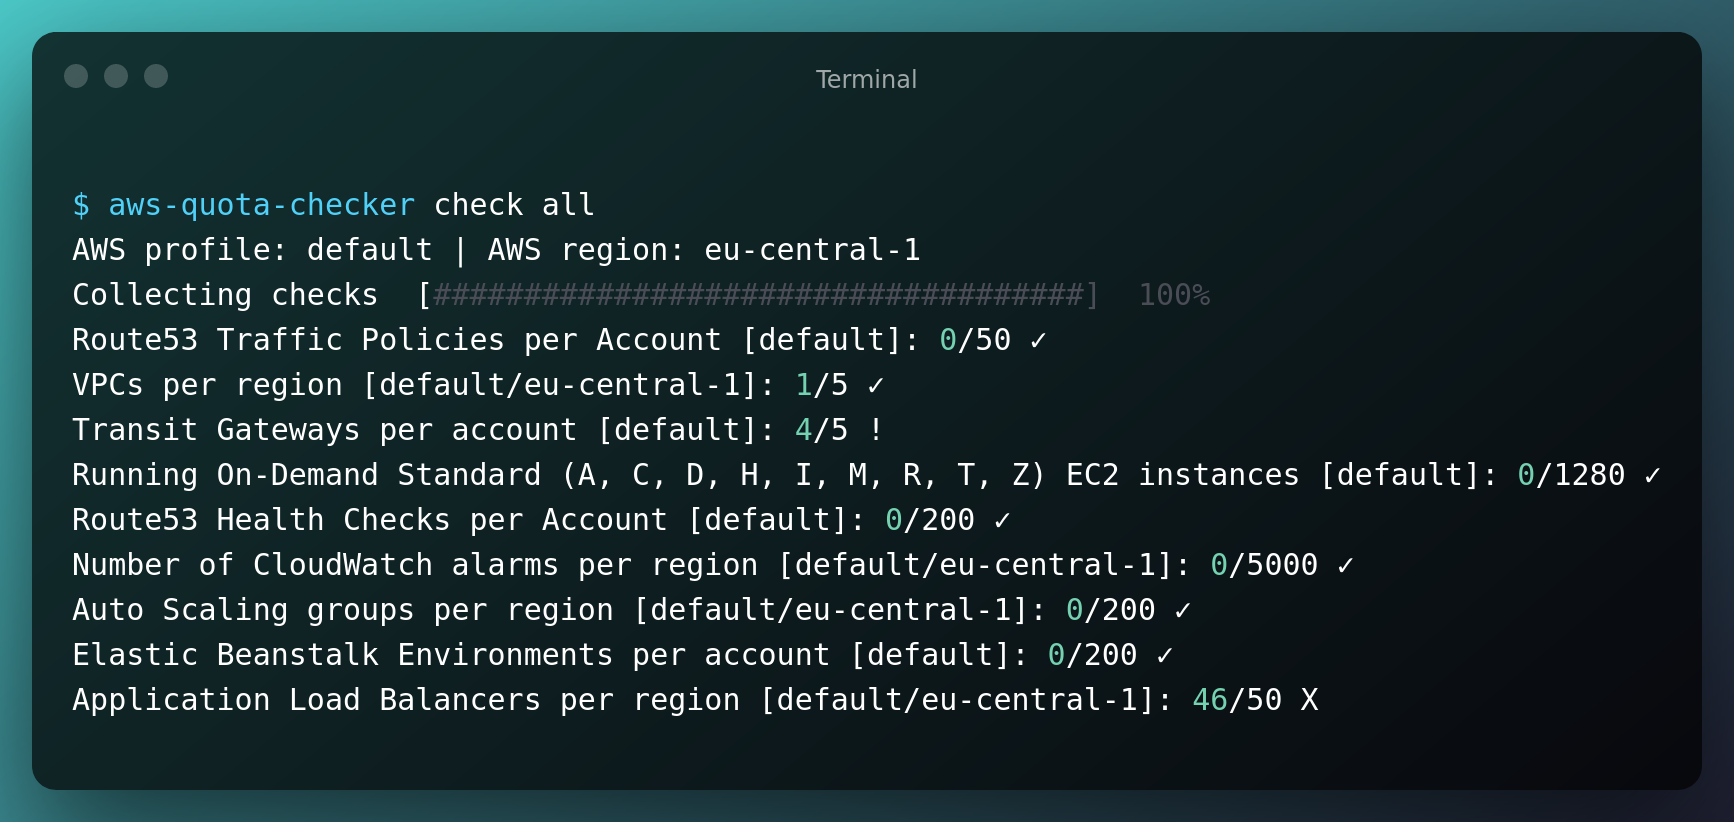 Terminal
$ aws-quota-checker check all
AWS profile: default | AWS region: eu-central-1
Collecting checks  [####################################]  100%
Route53 Traffic Policies per Account [default]: 0/50 ✓
VPCs per region [default/eu-central-1]: 1/5 ✓
Transit Gateways per account [default]: 4/5 !
Running On-Demand Standard (A, C, D, H, I, M, R, T, Z) EC2 instances [default]: 0/1280 ✓
Route53 Health Checks per Account [default]: 0/200 ✓
Number of CloudWatch alarms per region [default/eu-central-1]: 0/5000 ✓
Auto Scaling groups per region [default/eu-central-1]: 0/200 ✓
Elastic Beanstalk Environments per account [default]: 0/200 ✓
Application Load Balancers per region [default/eu-central-1]: 46/50 X